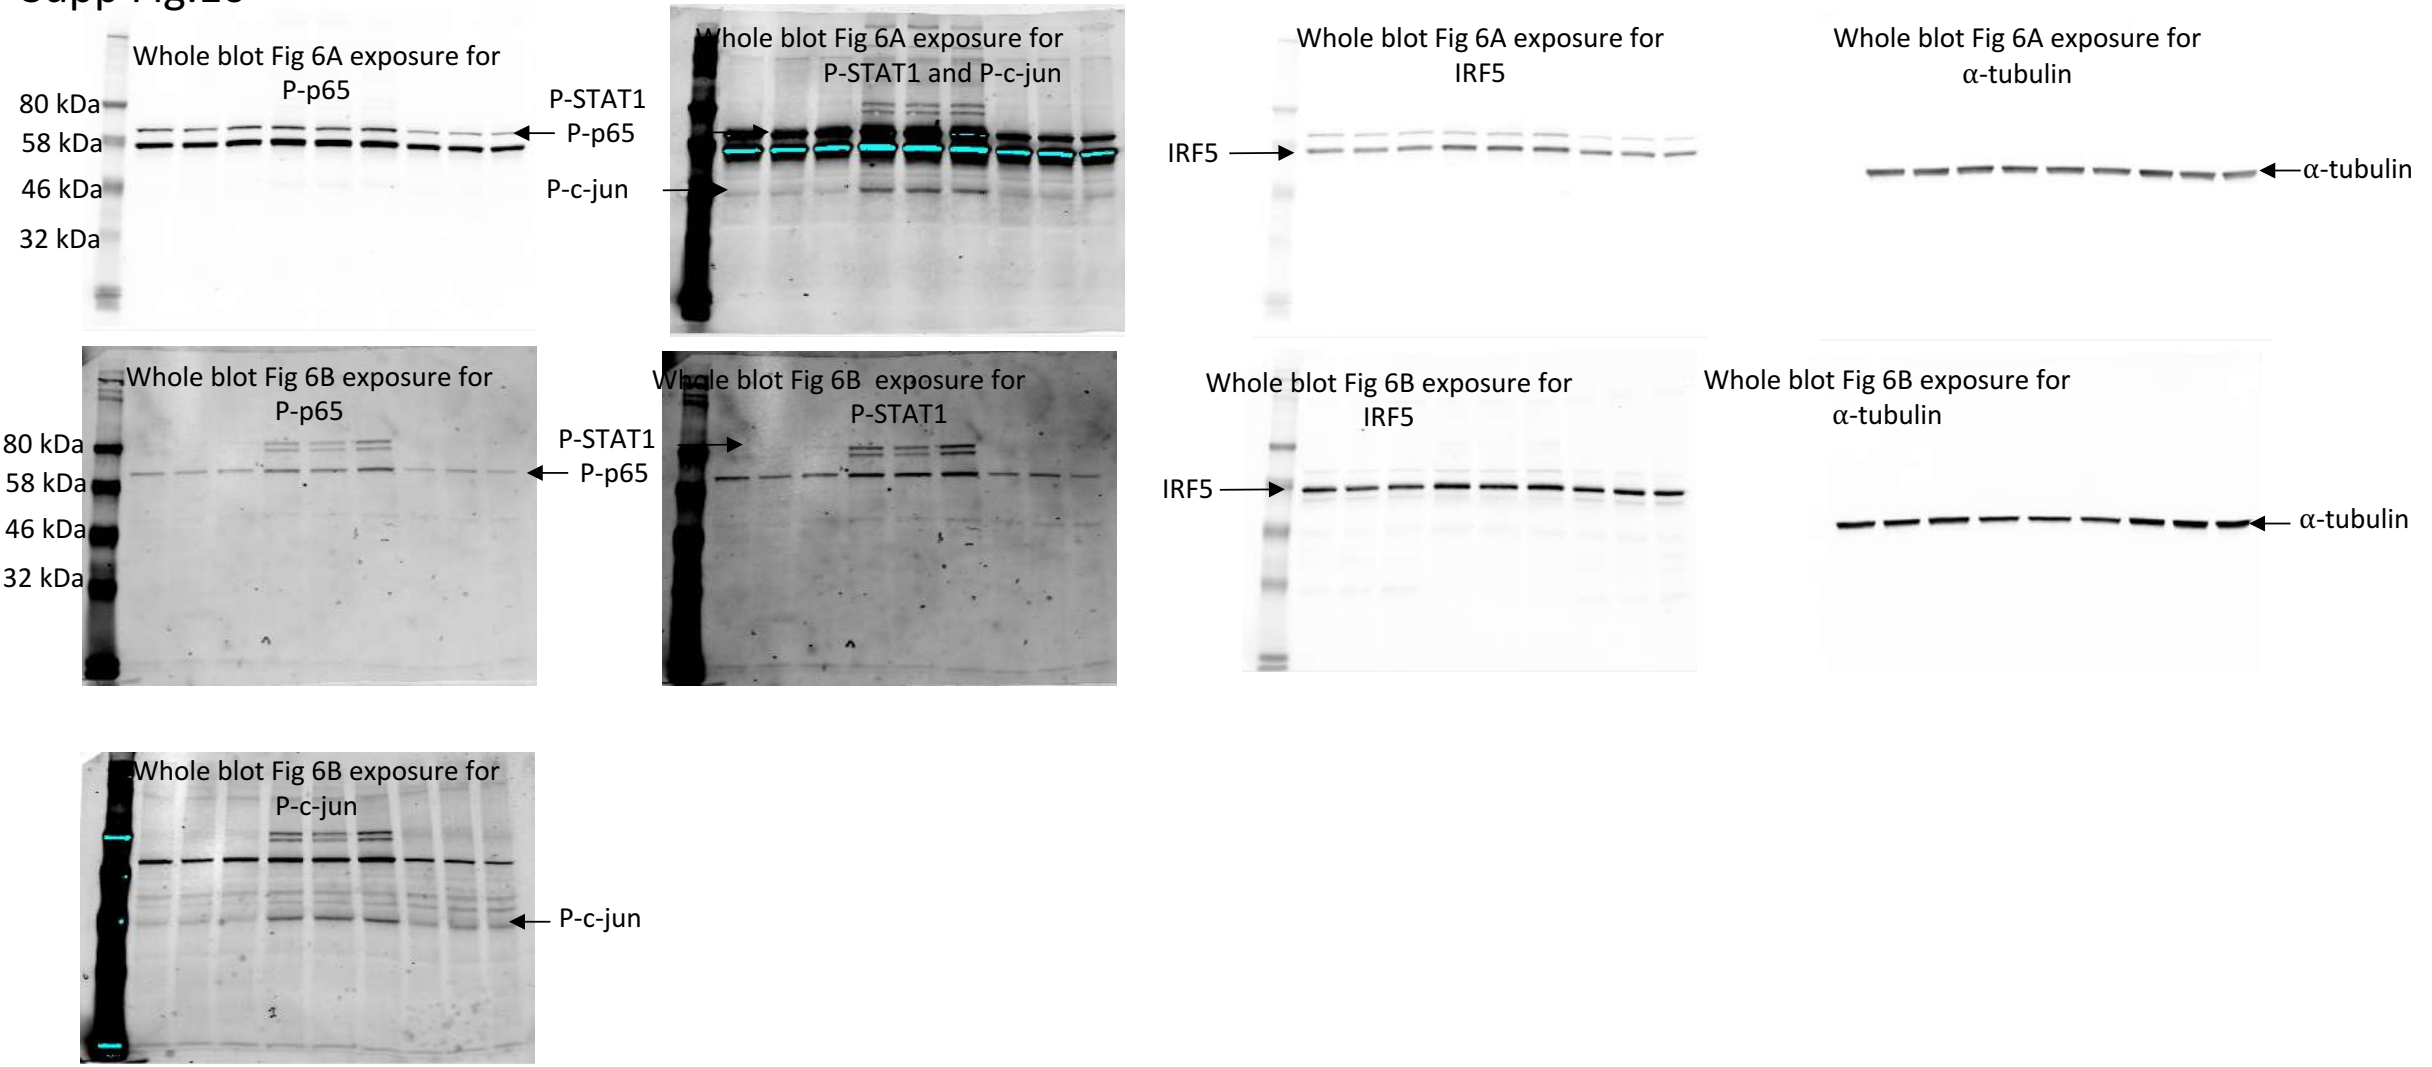 Whole blot Fig 6A exposure for
P-p65
80 kDa
58 kDa
46 kDa
32 kDa
P-STAT1
P-p65
P-c-jun
Whole blot Fig 6A exposure for
P-STAT1 and P-c-jun
Whole blot Fig 6A exposure for
IRF5
IRF5
Whole blot Fig 6A exposure for
α-tubulin
α-tubulin
Whole blot Fig 6B exposure for
P-p65
80 kDa
58 kDa
46 kDa
32 kDa
P-STAT1
P-p65
Whole blot Fig 6B  exposure for
P-STAT1
Whole blot Fig 6B exposure for
IRF5
IRF5
Whole blot Fig 6B exposure for
α-tubulin
α-tubulin
Whole blot Fig 6B exposure for
P-c-jun
P-c-jun